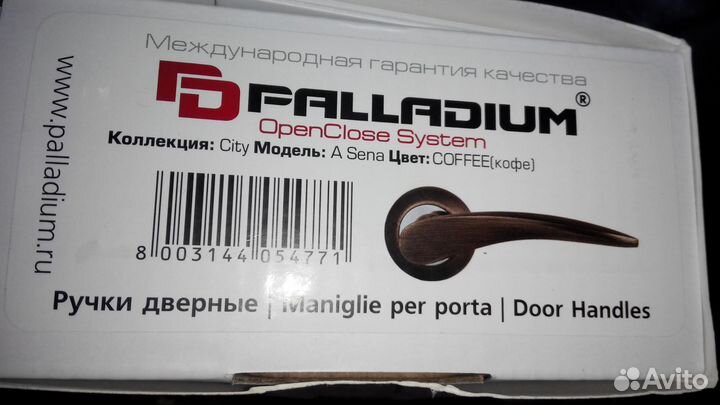 Международная гарантия качества
PD PALLADIUM®
OpenClose System
Коллекция: City Модель: A Sena Цвет: COFFEE(кофе)
www.palladium.ru
8 003144 054771
Ручки дверные | Maniglie per porta | Door Handles
Avito